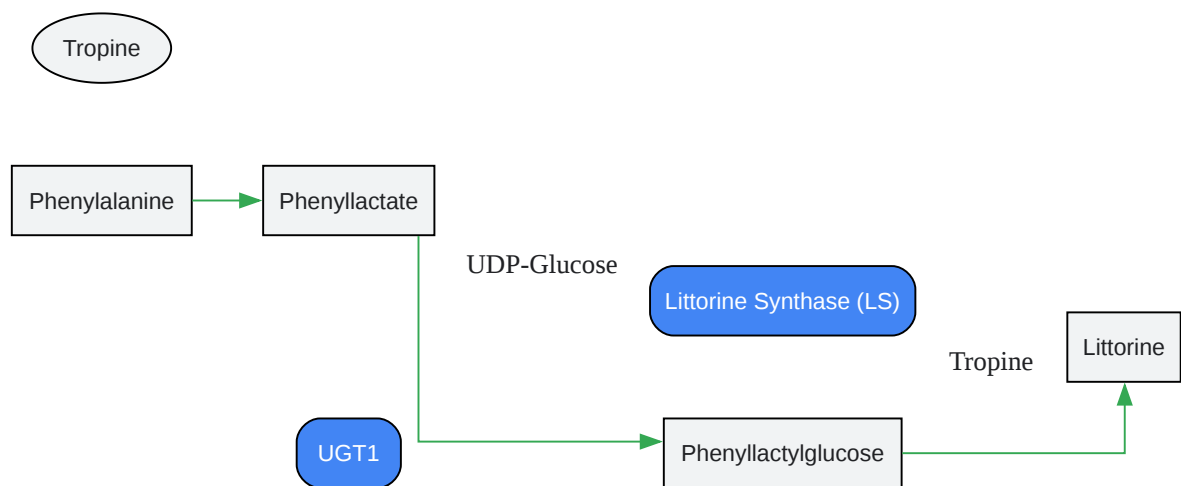 Tropine
Phenylalanine
Phenyllactate
UDP-Glucose
Littorine Synthase (LS)
Littorine
Tropine
UGT1
Phenyllactylglucose